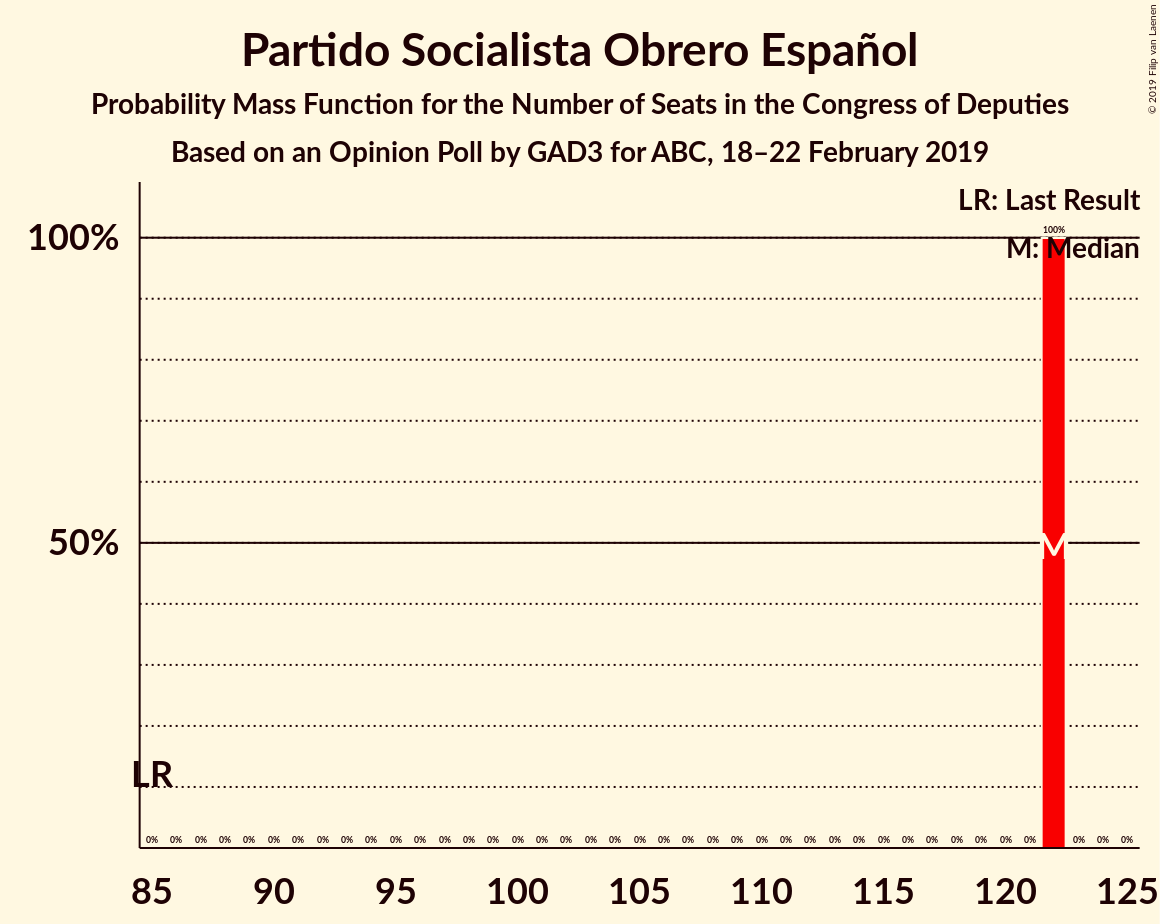 Partido Socialista Obrero Español
Probability Mass Function for the Number of Seats in the Congress of Deputies
Based on an Opinion Poll by GAD3 for ABC, 18–22 February 2019
© 2019 Filip van Laenen
LR: Last Result
100%
100%
M: Median
50%
M
LR
0% 0% 0% 0% 0% 0% 0% 0% 0% 0% 0% 0% 0% 0% 0% 0% 0% 0% 0% 0% 0% 0% 0% 0% 0% 0% 0% 0% 0% 0% 0% 0% 0% 0% 0% 0% 0% 0% 0% 0%
85 90 95 100 105 110 115 120 125